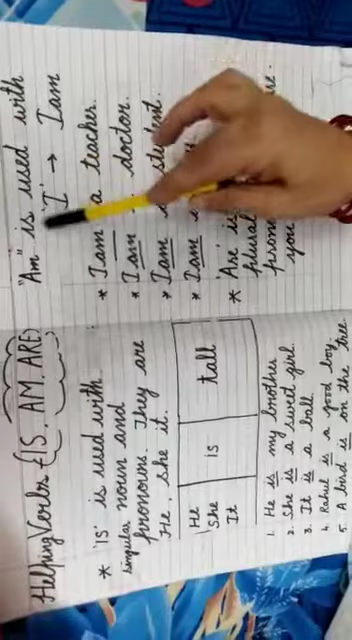 Helping Verbs {IS, AM, ARE}
* 'IS' is used with
singular noun and
pronouns. They are
He, she it.
He
She
It
is
tall
1. He is my brother
2. She is a sweet girl
3. It is a ball
4. Rahul is a good boy
5. A bird is on the tree.
"Am" is used with
'I' → I am
* I am a teacher.
* I am doctor.
* I am
* I am
* 'Are' is
plural
you